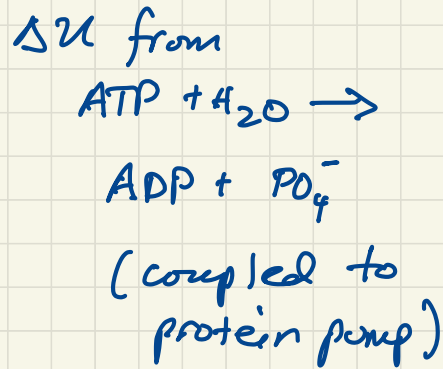 ΔU from
ATP + H₂O →
ADP + PO₄⁻
(coupled to
protein pump)